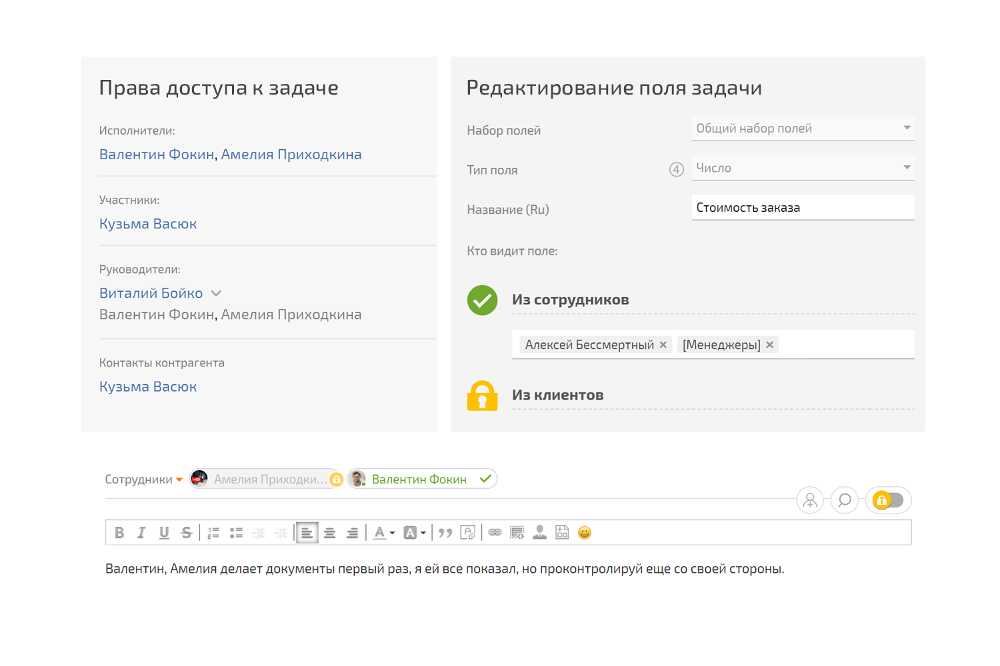 Права доступа к задаче
Исполнители:
Валентин Фокин, Амелия Приходкина
Участники:
Кузьма Васюк
Руководители:
Виталий Бойко
Валентин Фокин, Амелия Приходкина
Контакты контрагента
Кузьма Васюк
Редактирование поля задачи
Набор полей
Общий набор полей
Тип поля
4
Число
Название (Ru)
Стоимость заказа
Кто видит поле:
Из сотрудников
Алексей Бессмертный × [Менеджеры] ×
Из клиентов
Сотрудники Амелия Приходки... Валентин Фокин
B I U S A A
Валентин, Амелия делает документы первый раз, я ей все показал, но проконтролируй еще со своей стороны.